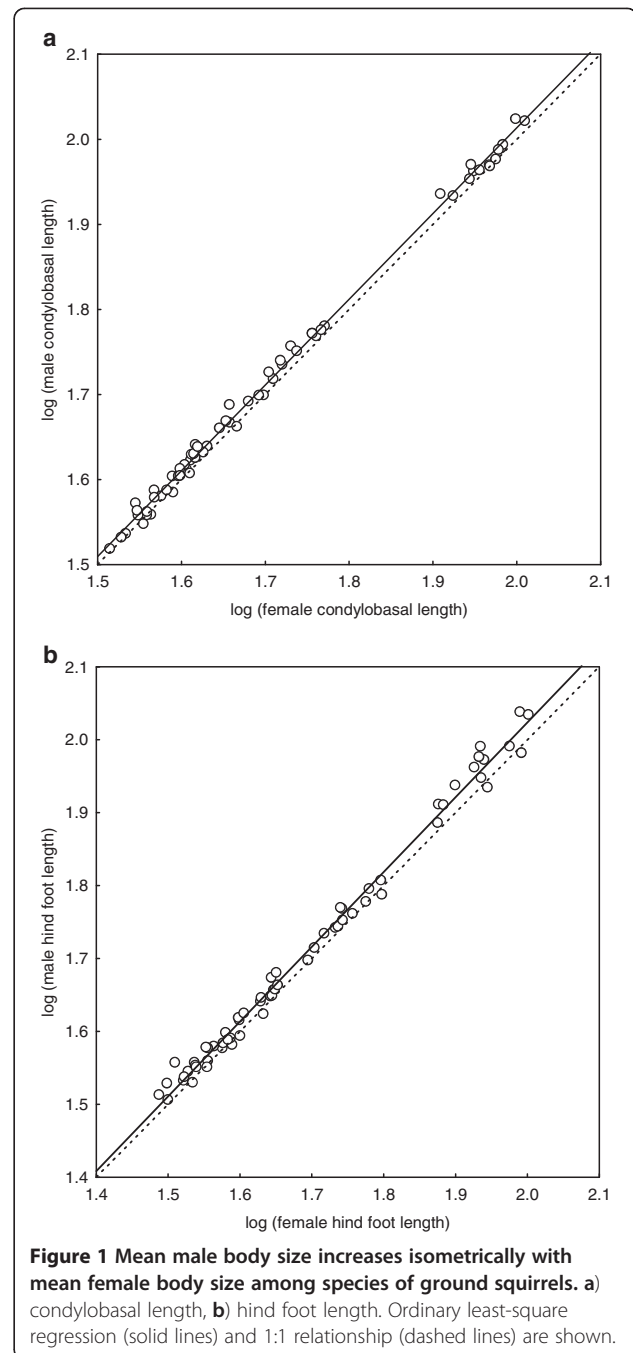 a
2.1
2.0
1.9
1.8
1.7
1.6
1.5
log (male condylobasal length)
1.5 1.6 1.7 1.8 1.9 2.0 2.1
log (female condylobasal length)
b
2.1
2.0
1.9
1.8
1.7
1.6
1.5
1.4
log (male hind foot length)
1.4 1.5 1.6 1.7 1.8 1.9 2.0 2.1
log (female hind foot length)
Figure 1 Mean male body size increases isometrically with
mean female body size among species of ground squirrels. a)
condylobasal length, b) hind foot length. Ordinary least-square
regression (solid lines) and 1:1 relationship (dashed lines) are shown.